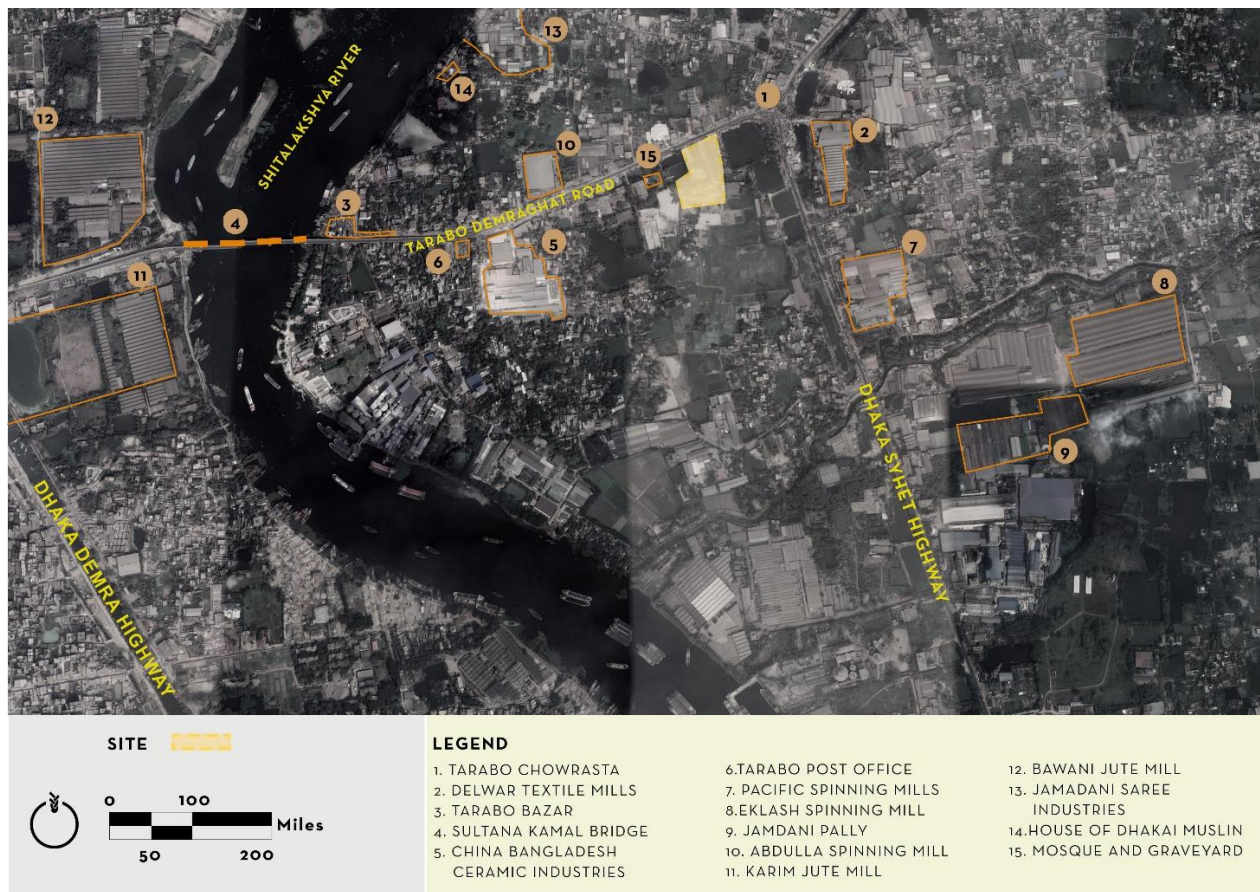 13
14
1
12
2
SHITALAKSHYA RIVER
10
15
3
4
TARABO DEMRAGHAT ROAD
6
5
7
11
8
DHAKA SYHET HIGHWAY
9
DHAKA DEMRA HIGHWAY
SITE
0 100
Miles
50 200
LEGEND
1. TARABO CHOWRASTA
2. DELWAR TEXTILE MILLS
3. TARABO BAZAR
4. SULTANA KAMAL BRIDGE
5. CHINA BANGLADESH
CERAMIC INDUSTRIES
6.TARABO POST OFFICE
7. PACIFIC SPINNING MILLS
8.EKLASH SPINNING MILL
9. JAMDANI PALLY
10. ABDULLA SPINNING MILL
11. KARIM JUTE MILL
12. BAWANI JUTE MILL
13. JAMADANI SAREE
INDUSTRIES
14.HOUSE OF DHAKAI MUSLIN
15. MOSQUE AND GRAVEYARD